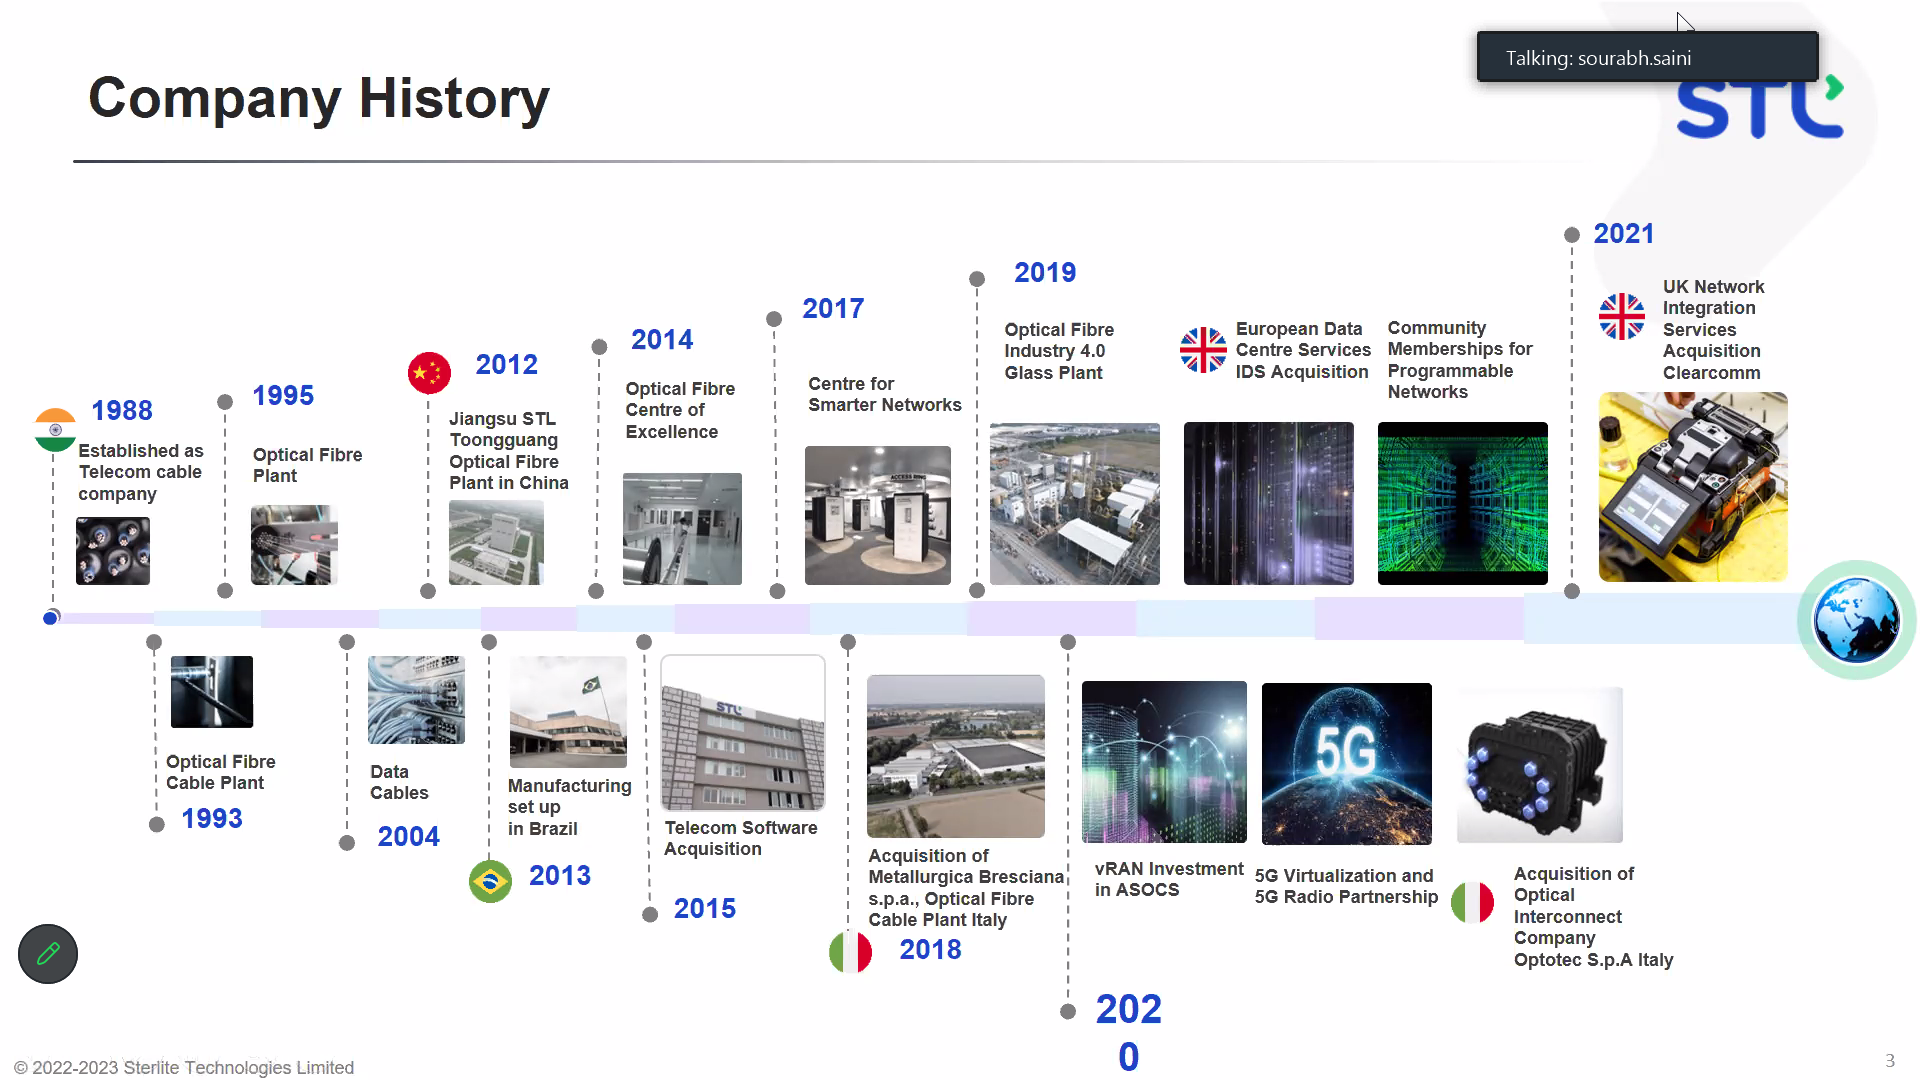 Talking: sourabh.saini
Company History
STL
2021
UK Network
Integration
Services
Acquisition
Clearcomm
2019
Optical Fibre
Industry 4.0
Glass Plant
European Data
Centre Services
IDS Acquisition
Community
Memberships for
Programmable
Networks
2017
Centre for
Smarter Networks
2014
Optical Fibre
Centre of
Excellence
2012
Jiangsu STL
Toongguang
Optical Fibre
Plant in China
1995
Optical Fibre
Plant
1988
Established as
Telecom cable
company
ACCESS RING
Optical Fibre
Cable Plant
1993
Data
Cables
2004
Manufacturing
set up
in Brazil
2013
STL
Telecom Software
Acquisition
2015
Acquisition of
Metallurgica Bresciana
s.p.a., Optical Fibre
Cable Plant Italy
2018
vRAN Investment
in ASOCS
5G
5G Virtualization and
5G Radio Partnership
Acquisition of
Optical
Interconnect
Company
Optotec S.p.A Italy
202
0
© 2022-2023 Sterlite Technologies Limited
3